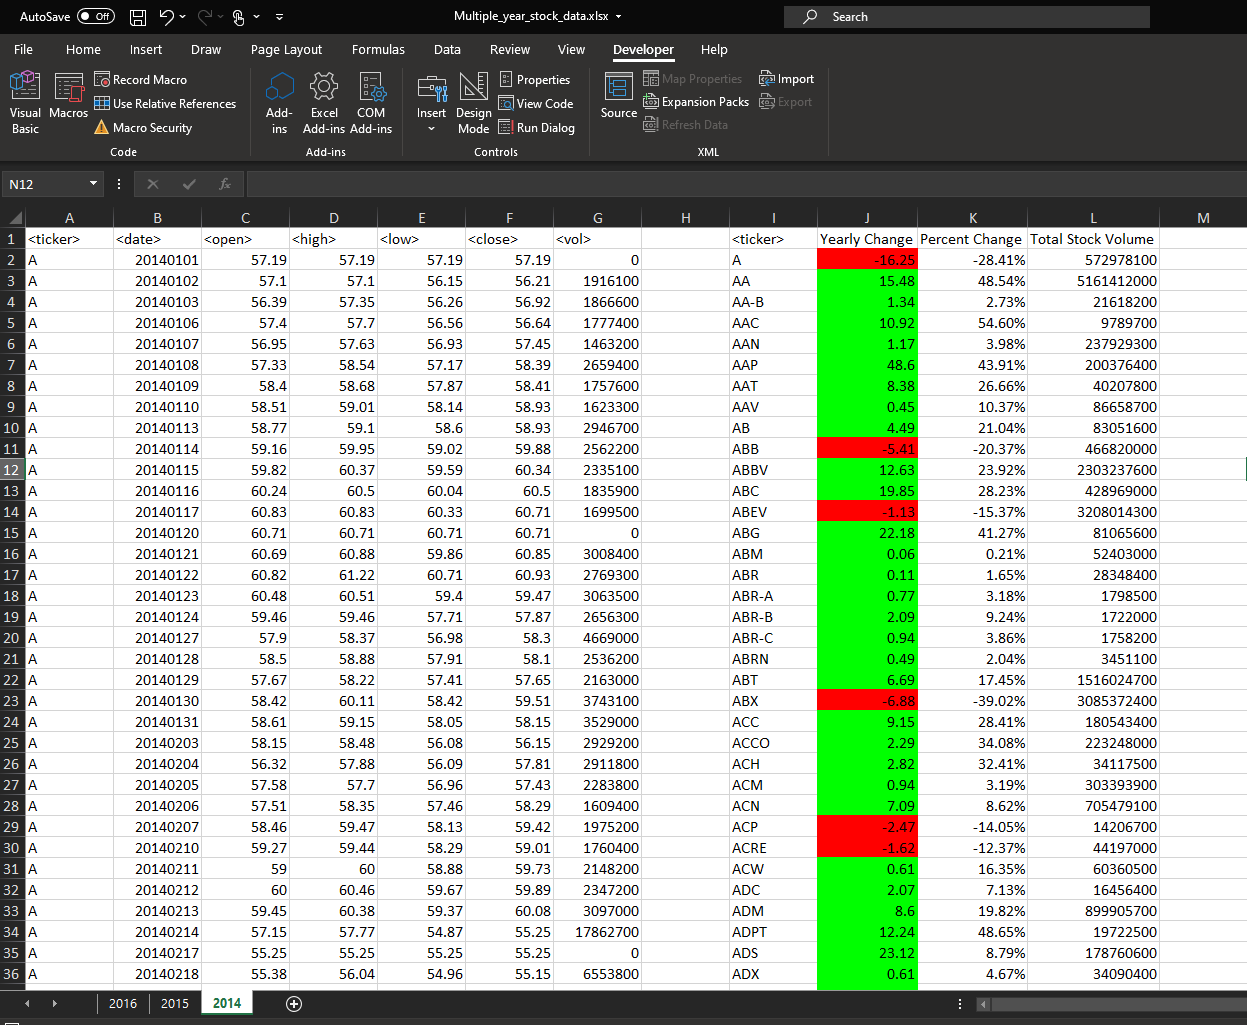 AutoSave Off Multiple_year_stock_data.xlsx Search
File Home Insert Draw Page Layout Formulas Data Review View Developer Help
Visual Basic
Macros
Record Macro
Use Relative References
Macro Security
Code
Add-ins
Excel Add-ins
COM Add-ins
Add-ins
Insert
Design Mode
Properties
View Code
Run Dialog
Controls
Source
Map Properties
Expansion Packs
Refresh Data
Import
Export
XML
N12 fx
A B C D E F G H I J K L M
1 <ticker> <date> <open> <high> <low> <close> <vol> <ticker> Yearly Change Percent Change Total Stock Volume
2 A 20140101 57.19 57.19 57.19 57.19 0 A -16.25 -28.41% 572978100
3 A 20140102 57.1 57.1 56.15 56.21 1916100 AA 15.48 48.54% 5161412000
4 A 20140103 56.39 57.35 56.26 56.92 1866600 AA-B 1.34 2.73% 21618200
5 A 20140106 57.4 57.7 56.56 56.64 1777400 AAC 10.92 54.60% 9789700
6 A 20140107 56.95 57.63 56.93 57.45 1463200 AAN 1.17 3.98% 237929300
7 A 20140108 57.33 58.54 57.17 58.39 2659400 AAP 48.6 43.91% 200376400
8 A 20140109 58.4 58.68 57.87 58.41 1757600 AAT 8.38 26.66% 40207800
9 A 20140110 58.51 59.01 58.14 58.93 1623300 AAV 0.45 10.37% 86658700
10 A 20140113 58.77 59.1 58.6 58.93 2946700 AB 4.49 21.04% 83051600
11 A 20140114 59.16 59.95 59.02 59.88 2562200 ABB -5.41 -20.37% 466820000
12 A 20140115 59.82 60.37 59.59 60.34 2335100 ABBV 12.63 23.92% 2303237600
13 A 20140116 60.24 60.5 60.04 60.5 1835900 ABC 19.85 28.23% 428969000
14 A 20140117 60.83 60.83 60.33 60.71 1699500 ABEV -1.13 -15.37% 3208014300
15 A 20140120 60.71 60.71 60.71 60.71 0 ABG 22.18 41.27% 81065600
16 A 20140121 60.69 60.88 59.86 60.85 3008400 ABM 0.06 0.21% 52403000
17 A 20140122 60.82 61.22 60.71 60.93 2769300 ABR 0.11 1.65% 28348400
18 A 20140123 60.48 60.51 59.4 59.47 3063500 ABR-A 0.77 3.18% 1798500
19 A 20140124 59.46 59.46 57.71 57.87 2656300 ABR-B 2.09 9.24% 1722000
20 A 20140127 57.9 58.37 56.98 58.3 4669000 ABR-C 0.94 3.86% 1758200
21 A 20140128 58.5 58.88 57.91 58.1 2536200 ABRN 0.49 2.04% 3451100
22 A 20140129 57.67 58.22 57.41 57.65 2163000 ABT 6.69 17.45% 1516024700
23 A 20140130 58.42 60.11 58.42 59.51 3743100 ABX -6.88 -39.02% 3085372400
24 A 20140131 58.61 59.15 58.05 58.15 3529000 ACC 9.15 28.41% 180543400
25 A 20140203 58.15 58.48 56.08 56.15 2929200 ACCO 2.29 34.08% 223248000
26 A 20140204 56.32 57.88 56.09 57.81 2911800 ACH 2.82 32.41% 34117500
27 A 20140205 57.58 57.7 56.96 57.43 2283800 ACM 0.94 3.19% 303393900
28 A 20140206 57.51 58.35 57.46 58.29 1609400 ACN 7.09 8.62% 705479100
29 A 20140207 58.46 59.47 58.13 59.42 1975200 ACP -2.47 -14.05% 14206700
30 A 20140210 59.27 59.44 58.29 59.01 1760400 ACRE -1.62 -12.37% 44197000
31 A 20140211 59 60 58.88 59.73 2148200 ACW 0.61 16.35% 60360500
32 A 20140212 60 60.46 59.67 59.89 2347200 ADC 2.07 7.13% 16456400
33 A 20140213 59.45 60.38 59.37 60.08 3097000 ADM 8.6 19.82% 899905700
34 A 20140214 57.15 57.77 54.87 55.25 17862700 ADPT 12.24 48.65% 19722500
35 A 20140217 55.25 55.25 55.25 55.25 0 ADS 23.12 8.79% 178760600
36 A 20140218 55.38 56.04 54.96 55.15 6553800 ADX 0.61 4.67% 34090400
2016 2015 2014